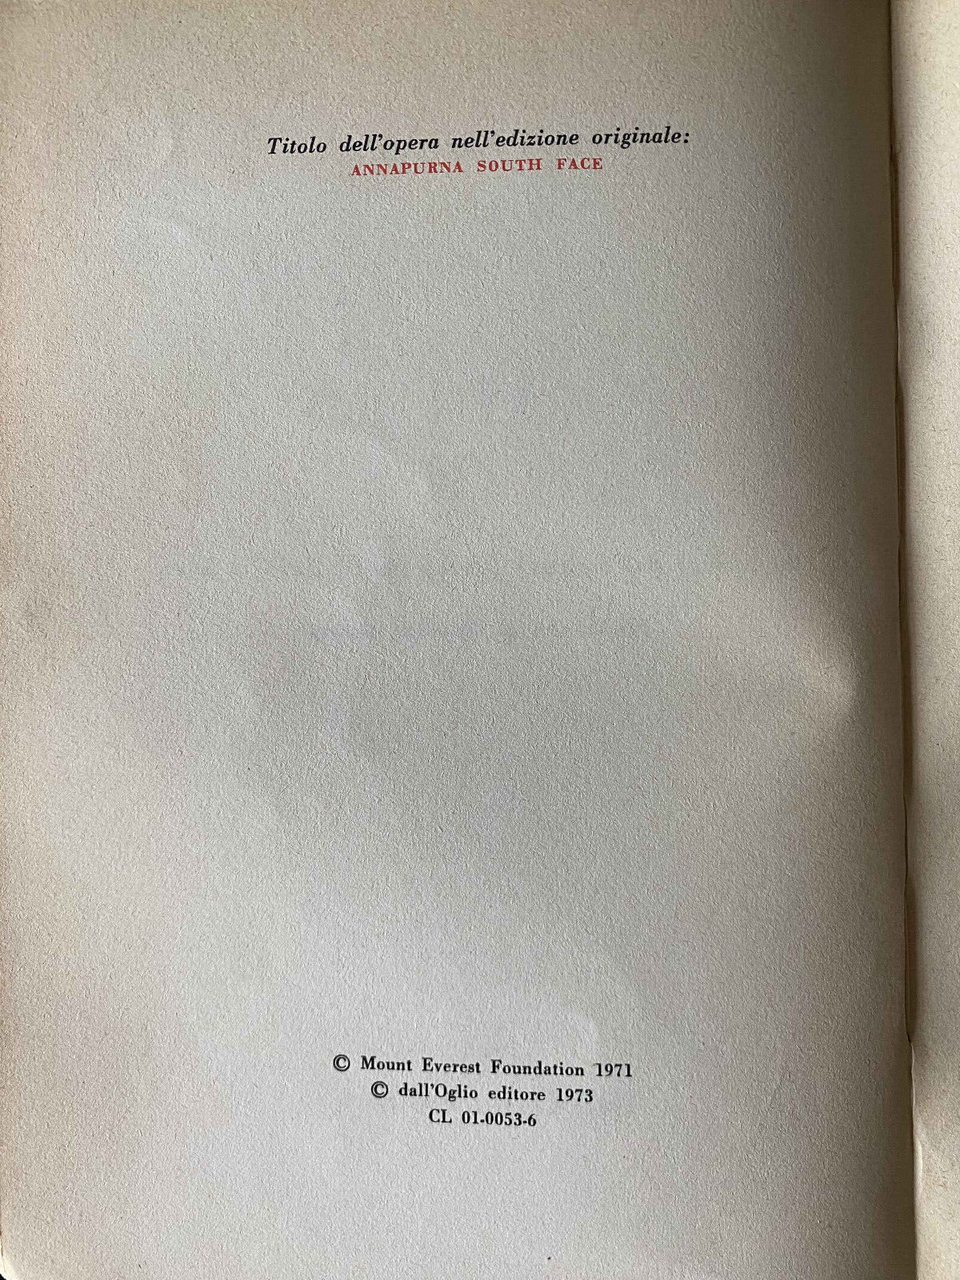 Titolo dell'opera nell'edizione originale:
ANNAPURNA SOUTH FACE
© Mount Everest Foundation 1971
© dall'Oglio editore 1973
CL 01-0053-6